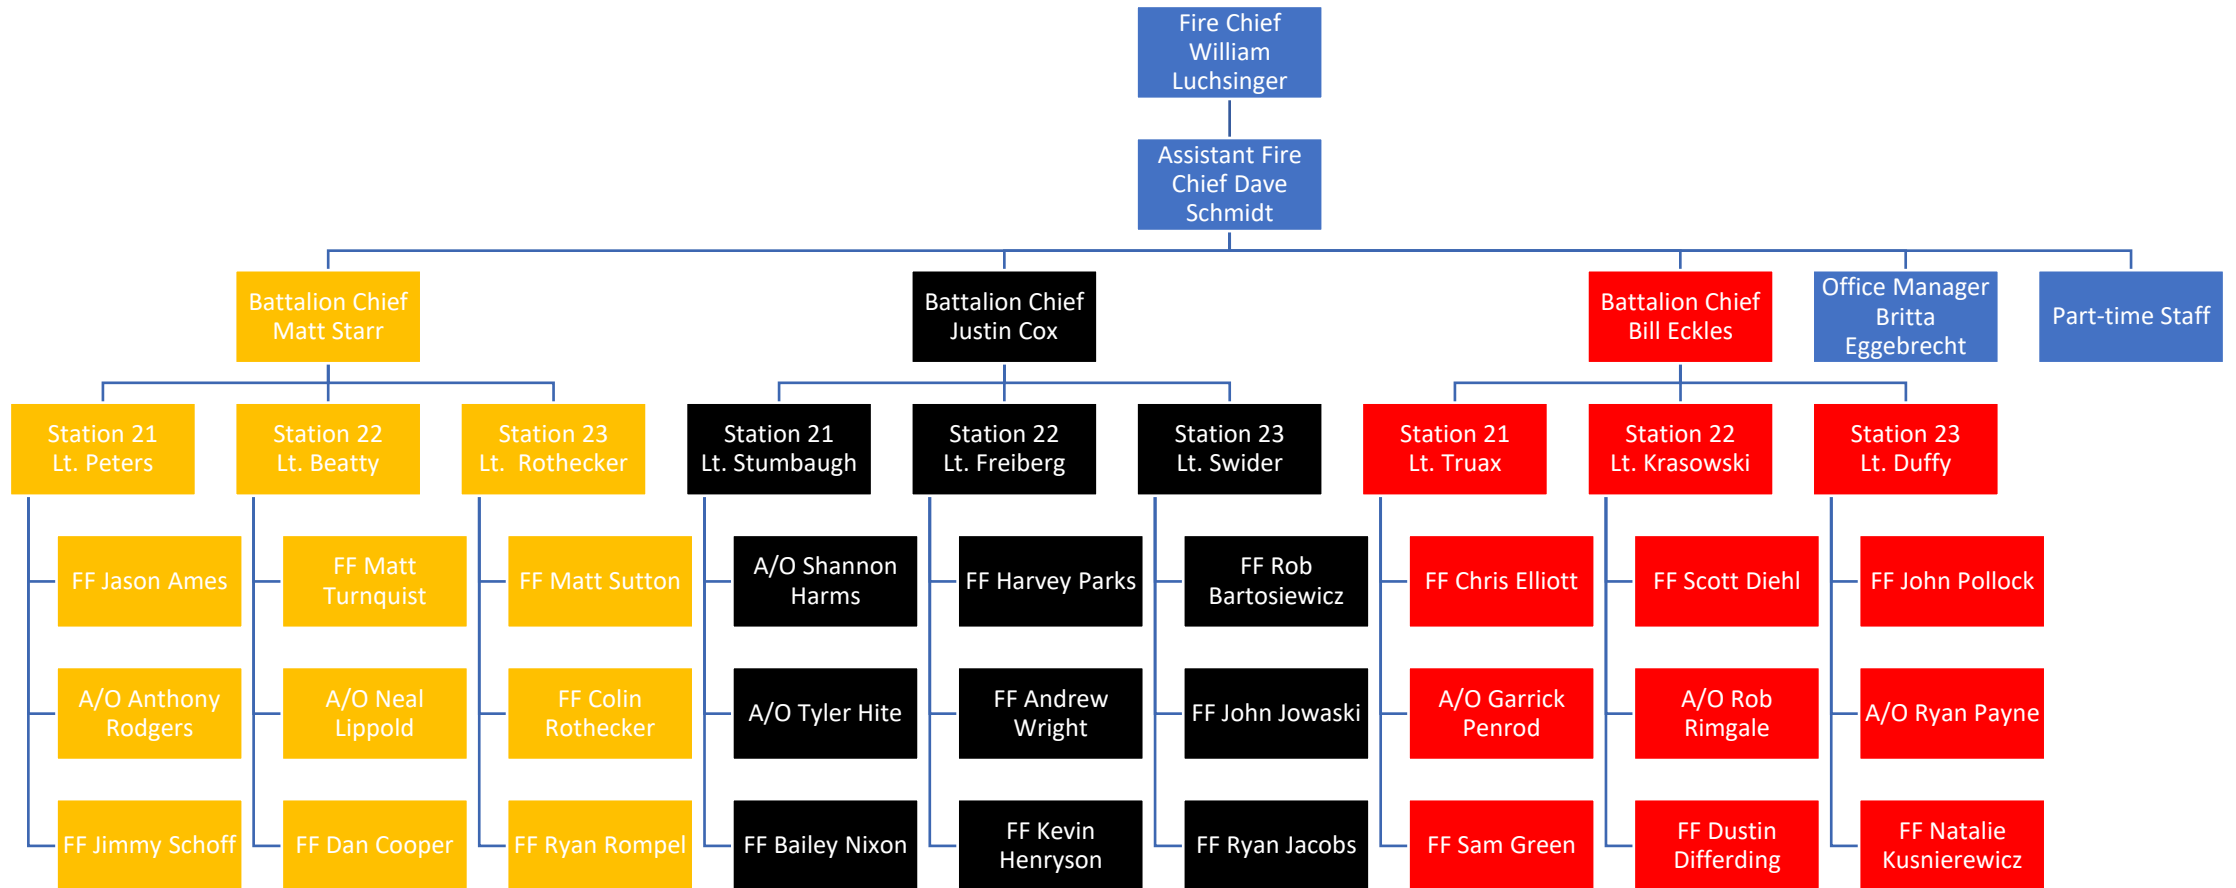 Fire Chief
William
Luchsinger
Assistant Fire
Chief Dave
Schmidt
Battalion Chief
Matt Starr
Battalion Chief
Justin Cox
Battalion Chief
Bill Eckles
Office Manager
Britta
Eggebrecht
Part-time Staff
Station 21
Lt. Peters
Station 22
Lt. Beatty
Station 23
Lt.  Rothecker
Station 21
Lt. Stumbaugh
Station 22
Lt. Freiberg
Station 23
Lt. Swider
Station 21
Lt. Truax
Station 22
Lt. Krasowski
Station 23
Lt. Duffy
FF Jason Ames
FF Matt
Turnquist
FF Matt Sutton
A/O Shannon
Harms
FF Harvey Parks
FF Rob
Bartosiewicz
FF Chris Elliott
FF Scott Diehl
FF John Pollock
A/O Anthony
Rodgers
A/O Neal
Lippold
FF Colin
Rothecker
A/O Tyler Hite
FF Andrew
Wright
FF John Jowaski
A/O Garrick
Penrod
A/O Rob
Rimgale
A/O Ryan Payne
FF Jimmy Schoff
FF Dan Cooper
FF Ryan Rompel
FF Bailey Nixon
FF Kevin
Henryson
FF Ryan Jacobs
FF Sam Green
FF Dustin
Differding
FF Natalie
Kusnierewicz